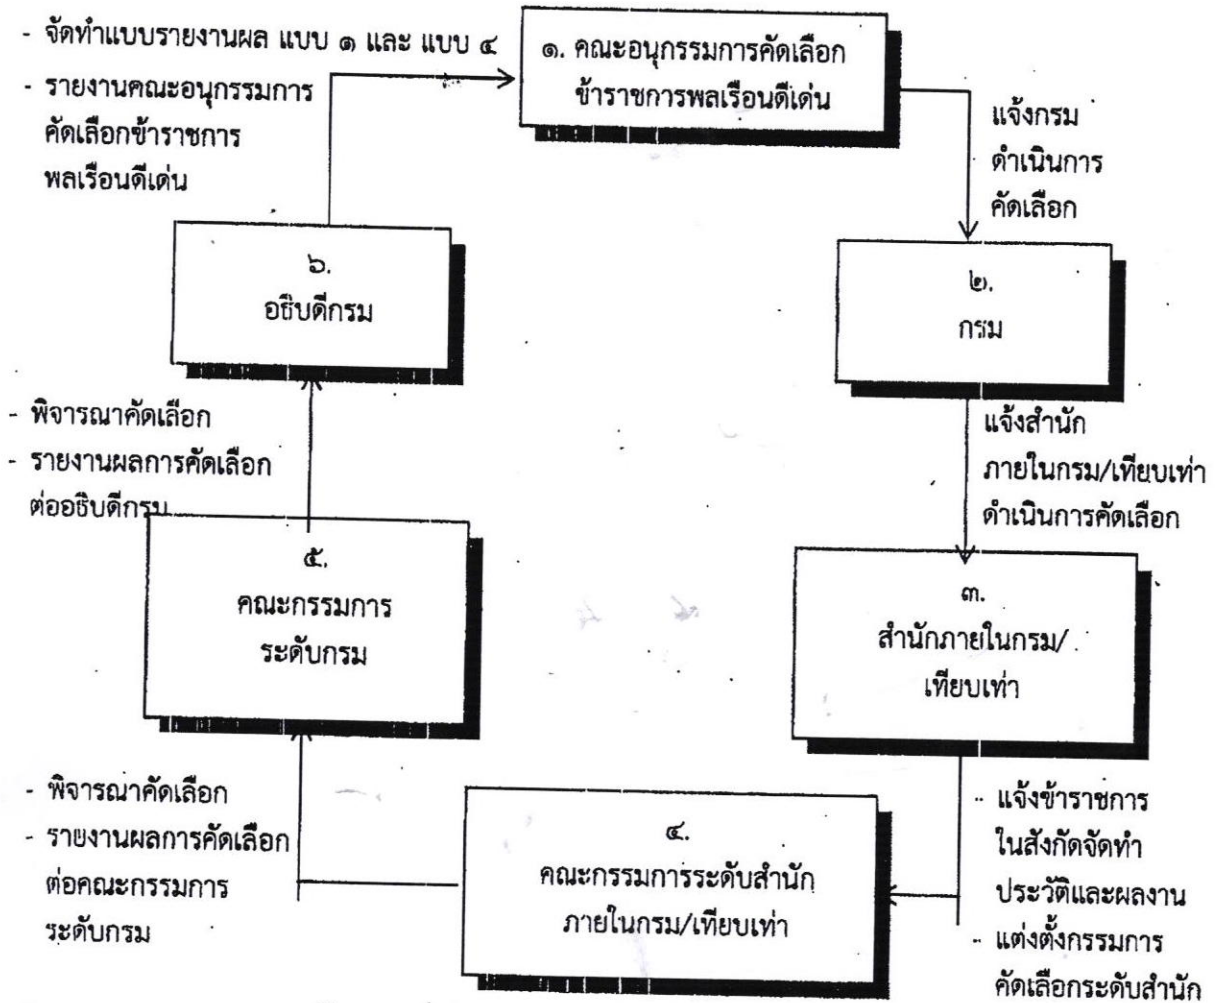 - จัดทำแบบรายงานผล แบบ ๑ และ แบบ ๔
- รายงานคณะอนุกรรมการ
คัดเลือกข้าราชการ
พลเรือนดีเด่น
๑. คณะอนุกรรมการคัดเลือก
ข้าราชการพลเรือนดีเด่น
แจ้งกรม
ดำเนินการ
คัดเลือก
๒.
กรม
แจ้งสำนัก
ภายในกรม/เทียบเท่า
ดำเนินการคัดเลือก
๓.
สำนักภายในกรม/
เทียบเท่า
- แจ้งข้าราชการ
ในสังกัดจัดทำ
ประวัติและผลงาน
- แต่งตั้งกรรมการ
คัดเลือกระดับสำนัก
๔.
คณะกรรมการระดับสำนัก
ภายในกรม/เทียบเท่า
- พิจารณาคัดเลือก
- รายงานผลการคัดเลือก
ต่อคณะกรรมการ
ระดับกรม
๕.
คณะกรรมการ
ระดับกรม
- พิจารณาคัดเลือก
- รายงานผลการคัดเลือก
ต่ออธิบดีกรม
๖.
อธิบดีกรม